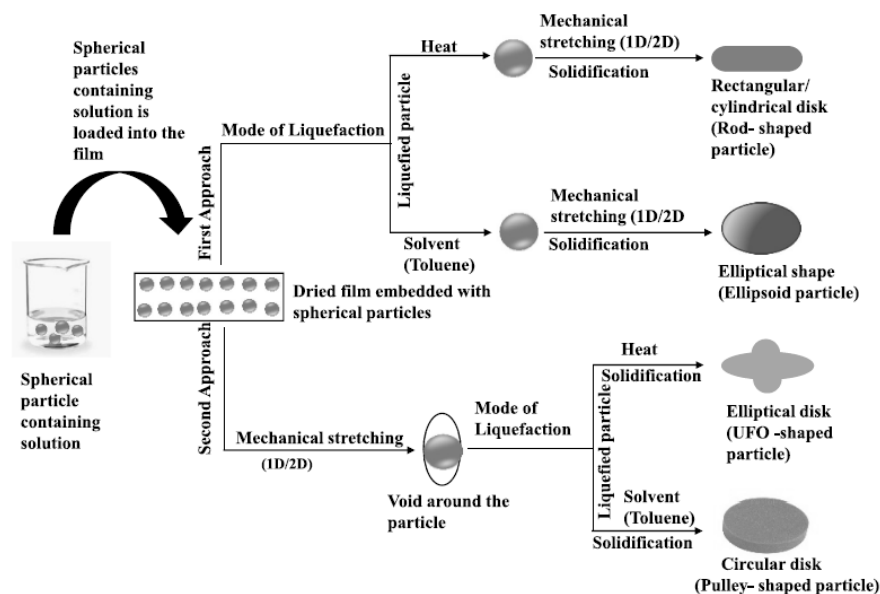 Spherical
particles
containing
solution is
loaded into the
film
Spherical
particle
containing
solution
First Approach
Second Approach
Dried film embedded with
spherical particles
Mode of Liquefaction
Liquefied particle
Heat
Mechanical
stretching (1D/2D)
Solidification
Rectangular/
cylindrical disk
(Rod- shaped
particle)
Solvent
(Toluene)
Mechanical
stretching (1D/2D
Solidification
Elliptical shape
(Ellipsoid particle)
Mechanical stretching
(1D/2D)
Void around the
particle
Mode of
Liquefaction
Liquefied particle
Heat
Solidification
Elliptical disk
(UFO -shaped
particle)
Solvent
(Toluene)
Solidification
Circular disk
(Pulley- shaped particle)